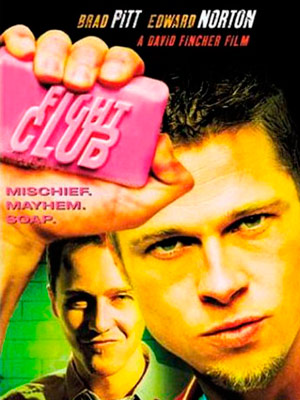 BRAD PITT EDWARD NORTON
A DAVID FINCHER FILM
FIGHT
CLUB
MISCHIEF.
MAYHEM.
SOAP.